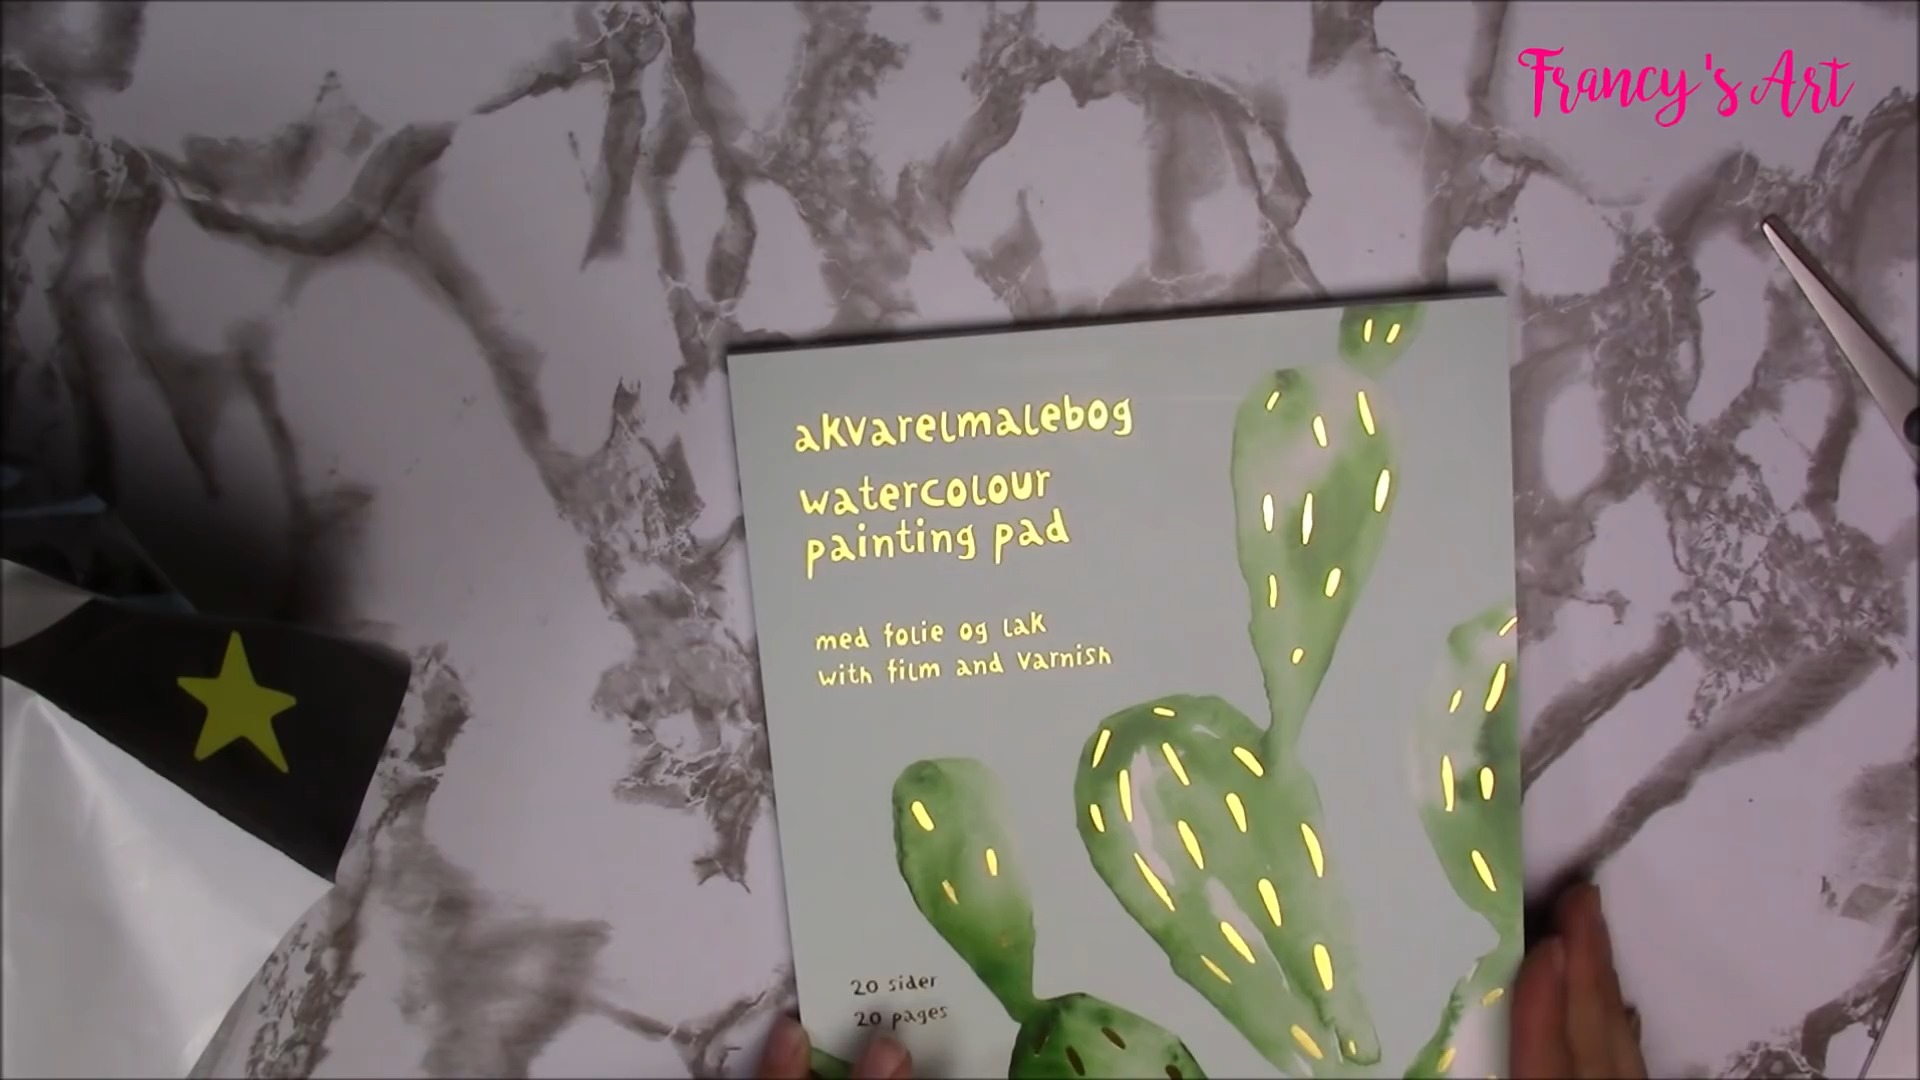 Francy's Art
akvarelmalebog
watercolour
painting pad
med folie og lak
with film and varnish
20 sider
20 pages